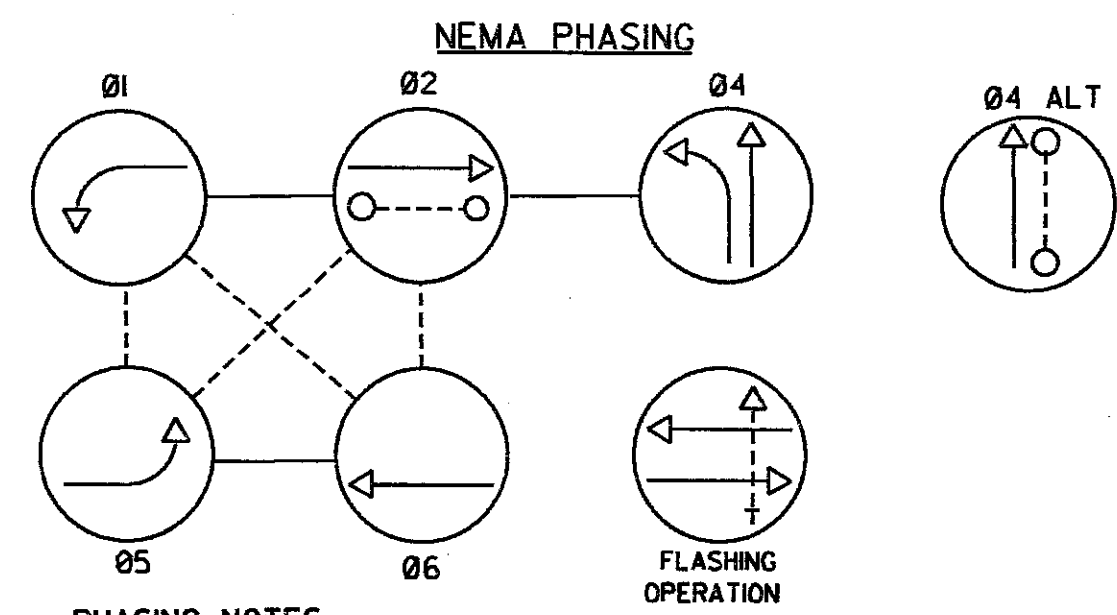 NEMA PHASING
Ø1
Ø2
Ø4
Ø4 ALT
Ø5
Ø6
FLASHING
OPERATION
PHASING NOTES